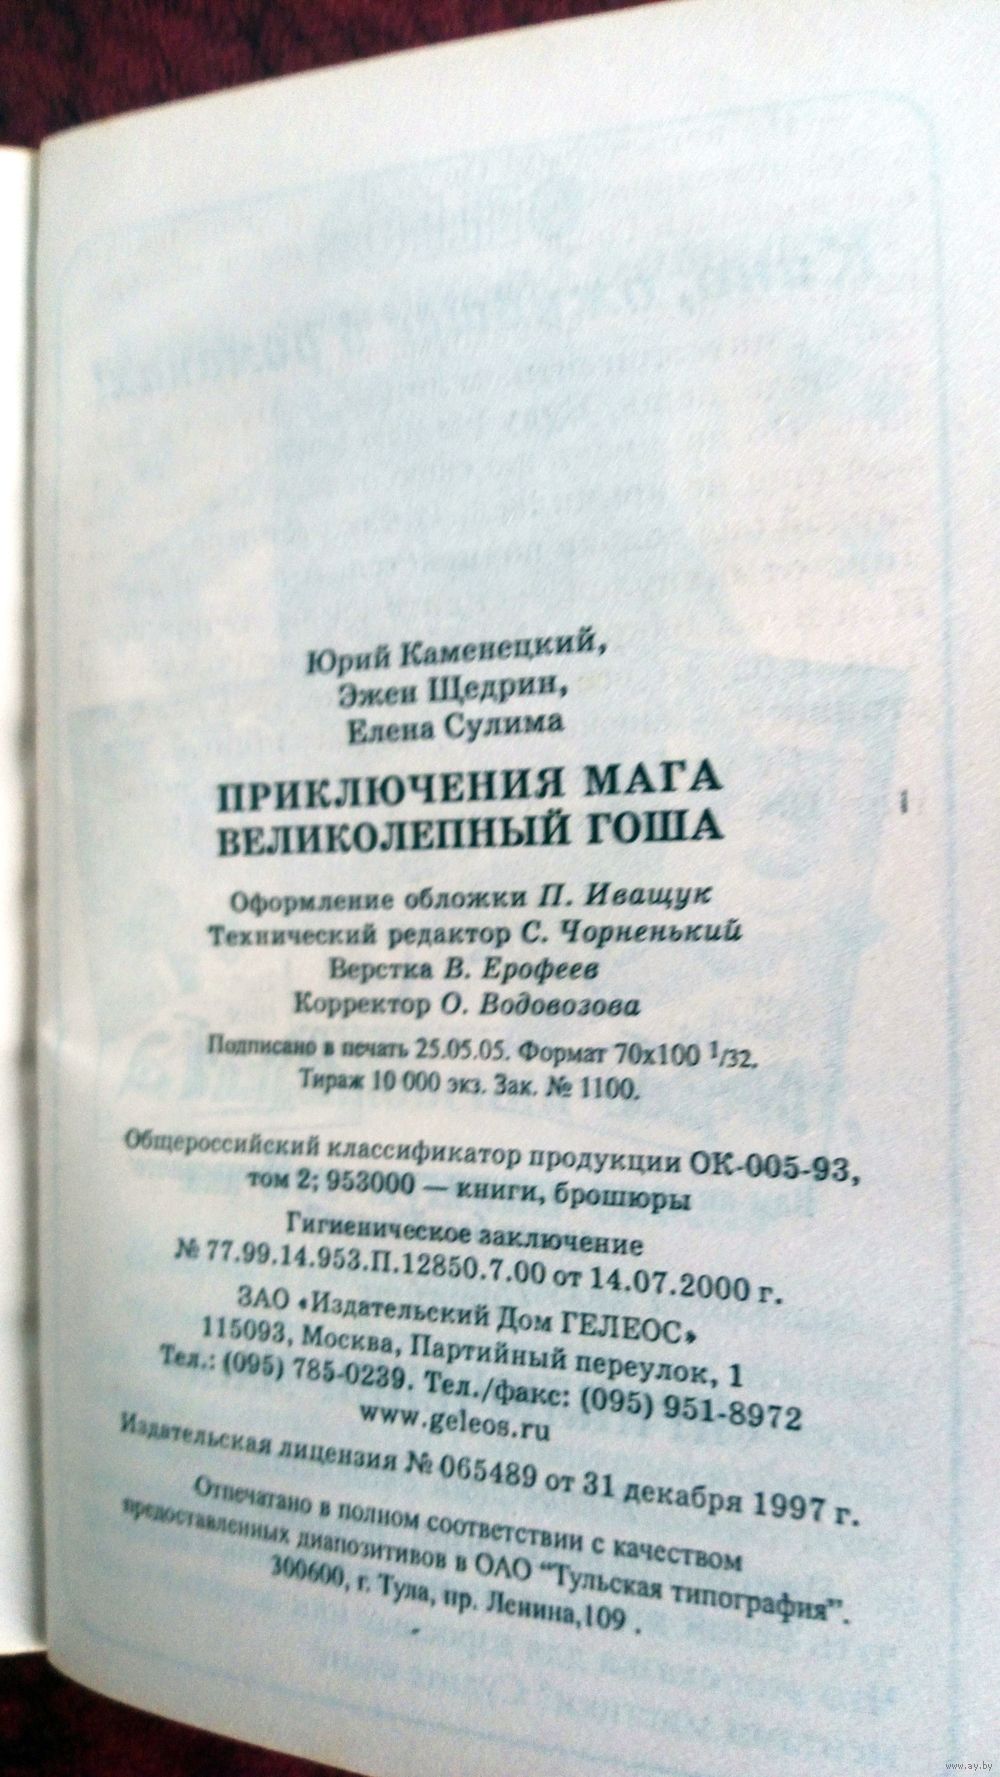 Юрий Каменецкий,
Эжен Щедрин,
Елена Сулима
ПРИКЛЮЧЕНИЯ МАГА
ВЕЛИКОЛЕПНЫЙ ГОША
Оформление обложки П. Иващук
Технический редактор С. Чорненький
Верстка В. Ерофеев
Корректор О. Водовозова
Подписано в печать 25.05.05. Формат 70х100 1/32.
Тираж 10 000 экз. Зак. № 1100.
Общероссийский классификатор продукции ОК-005-93,
том 2; 953000 — книги, брошюры
Гигиеническое заключение
№ 77.99.14.953.П.12850.7.00 от 14.07.2000 г.
ЗАО «Издательский Дом ГЕЛЕОС»
115093, Москва, Партийный переулок, 1
Тел.: (095) 785-0239. Тел./факс: (095) 951-8972
www.geleos.ru
Издательская лицензия № 065489 от 31 декабря 1997 г.
Отпечатано в полном соответствии с качеством
предоставленных диапозитивов в ОАО “Тульская типография”.
300600, г. Тула, пр. Ленина,109 .
www.ay.by